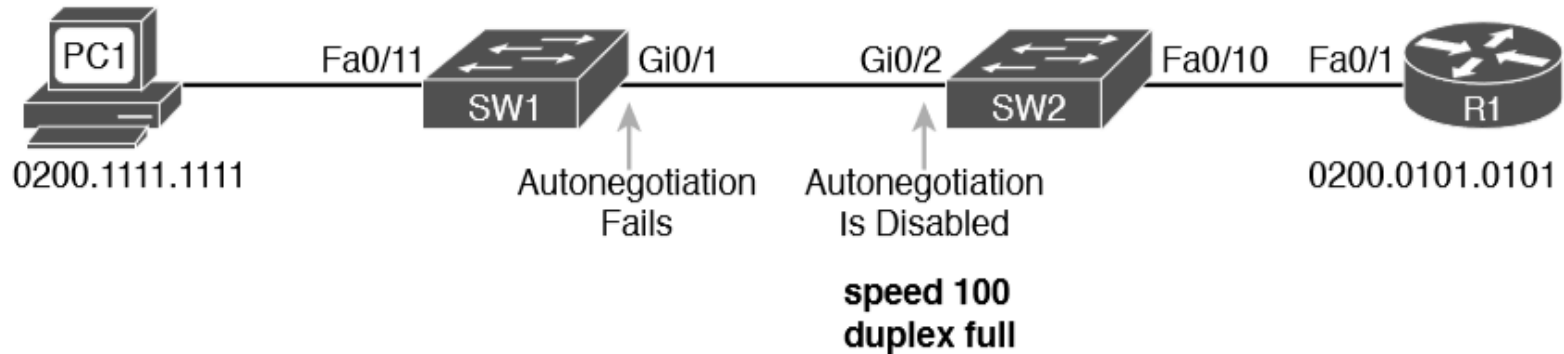 PC1
Fa0/11
SW1
Gi0/1
Gi0/2
SW2
Fa0/10
Fa0/1
R1
0200.1111.1111
Autonegotiation
Fails
Autonegotiation
Is Disabled
0200.0101.0101
speed 100
duplex full